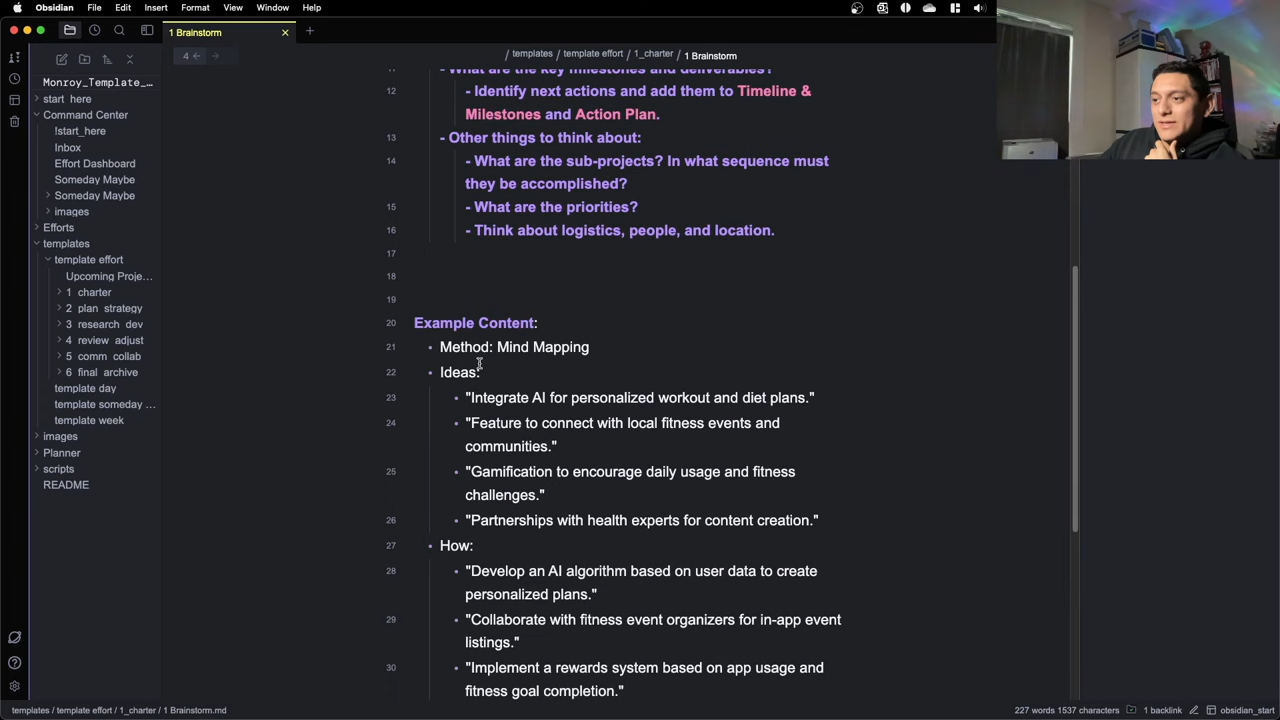 Obsidian File Edit Insert Format View Window Help
1 Brainstorm
4
/ templates / template effort / 1_charter / 1 Brainstorm
Monroy_Template_...
start here
Command Center
!start_here
Inbox
Effort Dashboard
Someday Maybe
Someday Maybe
images
Efforts
templates
template effort
Upcoming Proje...
1 charter
2 plan strategy
3 research dev
4 review adjust
5 comm collab
6 final archive
template day
template someday ...
template week
images
Planner
scripts
README
11 - What are the key milestones and deliverables?
12 - Identify next actions and add them to Timeline &
Milestones and Action Plan.
13 - Other things to think about:
14 - What are the sub-projects? In what sequence must
they be accomplished?
15 - What are the priorities?
16 - Think about logistics, people, and location.
17
18
19
20 Example Content:
21 • Method: Mind Mapping
22 • Ideas:
23 • "Integrate AI for personalized workout and diet plans."
24 • "Feature to connect with local fitness events and
communities."
25 • "Gamification to encourage daily usage and fitness
challenges."
26 • "Partnerships with health experts for content creation."
27 • How:
28 • "Develop an AI algorithm based on user data to create
personalized plans."
29 • "Collaborate with fitness event organizers for in-app event
listings."
30 • "Implement a rewards system based on app usage and
fitness goal completion."
templates / template effort / 1_charter / 1 Brainstorm.md
227 words 1537 characters 1 backlink obsidian_start